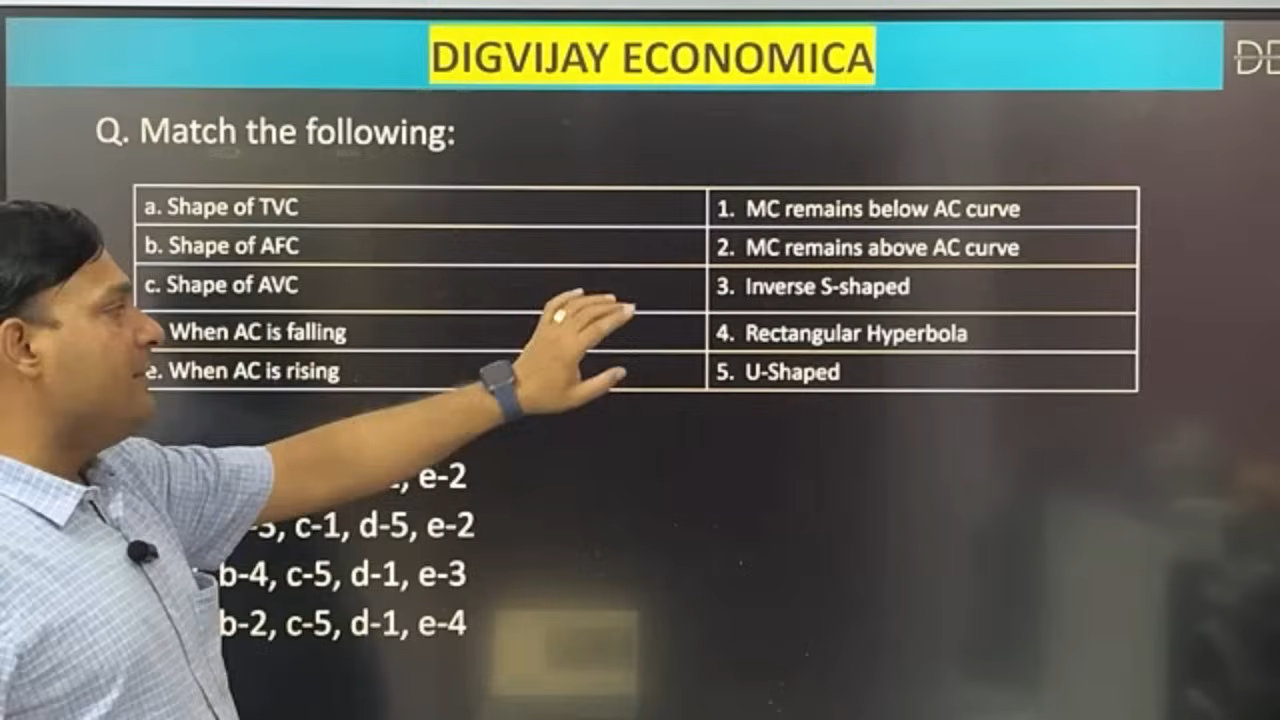 DIGVIJAY ECONOMICA
Q. Match the following:
a. Shape of TVC 1. MC remains below AC curve
b. Shape of AFC 2. MC remains above AC curve
c. Shape of AVC 3. Inverse S-shaped
When AC is falling 4. Rectangular Hyperbola
e. When AC is rising 5. U-Shaped
, e-2
c-1, d-5, e-2
b-4, c-5, d-1, e-3
b-2, c-5, d-1, e-4